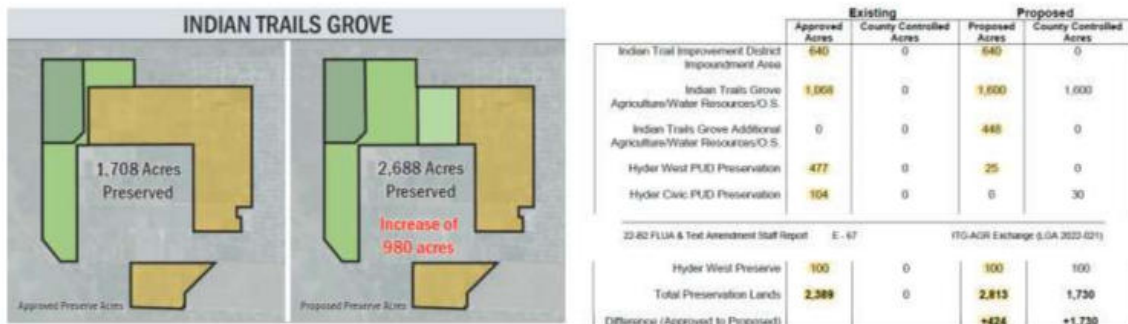 INDIAN TRAILS GROVE
1,708 Acres
Preserved
Approved Preserve Acres
2,688 Acres
Preserved
Increase of
980 acres
Proposed Preserve Acres
Existing Proposed
Approved Acres County Controlled Acres Proposed Acres County Controlled Acres
Indian Trail Improvement District Impoundment Area 640 0 640 0
Indian Trails Grove Agriculture/Water Resources/O.S. 1,068 0 1,600 1,600
Indian Trails Grove Additional Agriculture/Water Resources/O.S. 0 0 448 0
Hyder West PUD Preservation 477 0 25 0
Hyder Civic PUD Preservation 104 0 0 30
22-B2 FLUA & Text Amendment Staff Report E - 67 ITG-AGR Exchange (LGA 2022-021)
Hyder West Preserve 100 0 100 100
Total Preservation Lands 2,389 0 2,813 1,730
Difference (Approved to Proposed) +424 +1,730